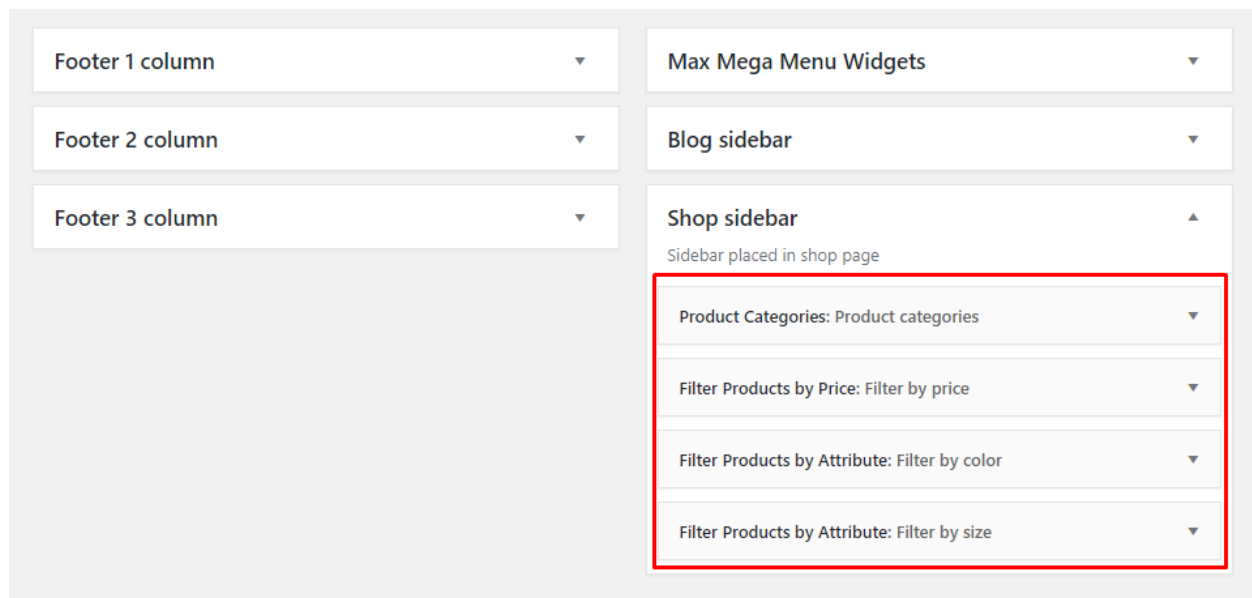 Footer 1 column
Footer 2 column
Footer 3 column
Max Mega Menu Widgets
Blog sidebar
Shop sidebar
Sidebar placed in shop page
Product Categories: Product categories
Filter Products by Price: Filter by price
Filter Products by Attribute: Filter by color
Filter Products by Attribute: Filter by size